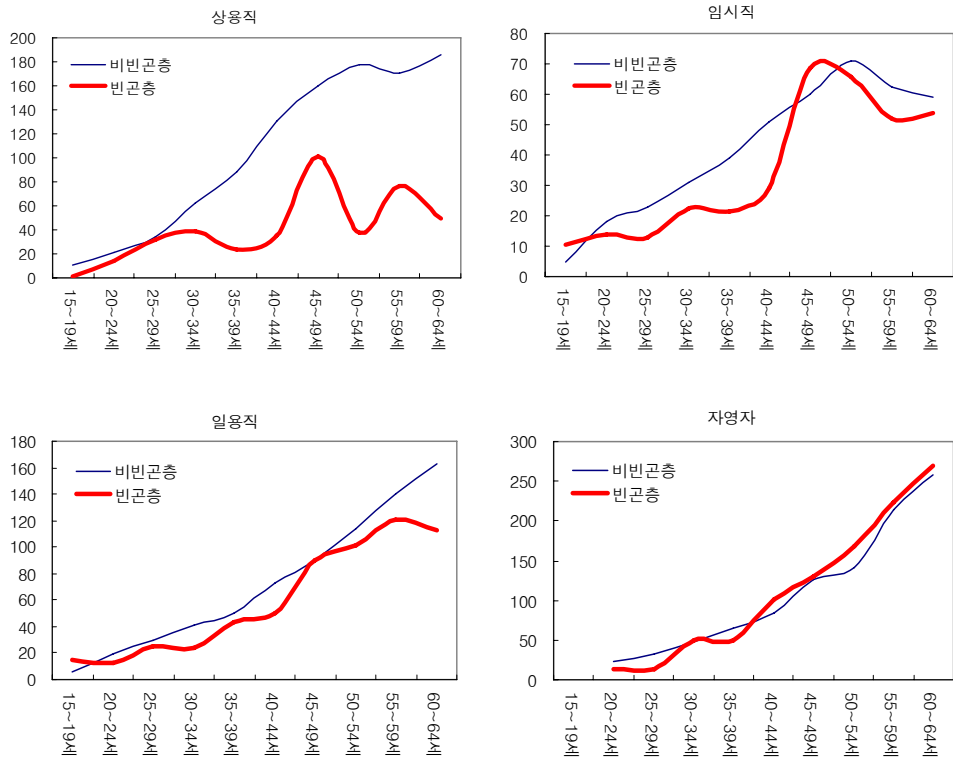 상용직
200
180
160
140
120
100
80
60
40
20
0
비빈곤층
빈곤층
15~19세
20~24세
25~29세
30~34세
35~39세
40~44세
45~49세
50~54세
55~59세
60~64세
임시직
80
70
60
50
40
30
20
10
0
비빈곤층
빈곤층
15~19세
20~24세
25~29세
30~34세
35~39세
40~44세
45~49세
50~54세
55~59세
60~64세
일용직
180
160
140
120
100
80
60
40
20
0
비빈곤층
빈곤층
15~19세
20~24세
25~29세
30~34세
35~39세
40~44세
45~49세
50~54세
55~59세
60~64세
자영자
300
250
200
150
100
50
0
비빈곤층
빈곤층
15~19세
20~24세
25~29세
30~34세
35~39세
40~44세
45~49세
50~54세
55~59세
60~64세